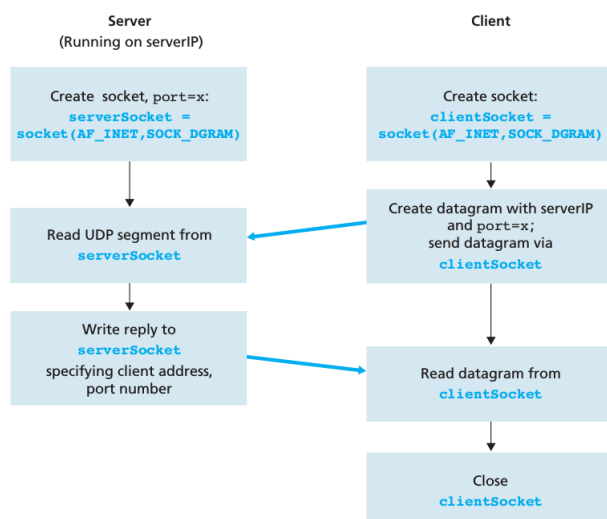 Server
(Running on serverIP)
Create socket, port=x:
serverSocket =
socket(AF_INET,SOCK_DGRAM)
Read UDP segment from
serverSocket
Write reply to
serverSocket
specifying client address,
port number
Client
Create socket:
clientSocket =
socket(AF_INET,SOCK_DGRAM)
Create datagram with serverIP
and port=x;
send datagram via
clientSocket
Read datagram from
clientSocket
Close
clientSocket